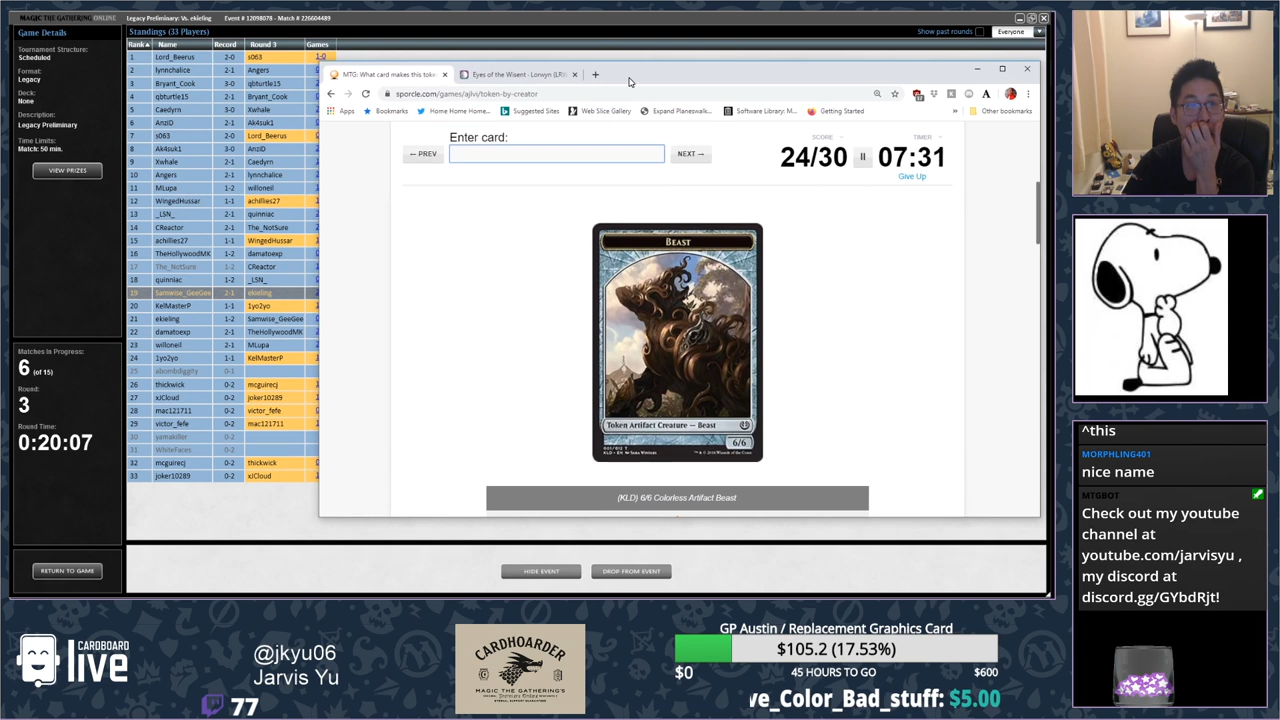 MAGIC THE GATHERING ONLINE
Legacy Preliminary: Vs. ekieling
Event # 12098078 - Match # 226604489
Game Details
Tournament Structure:
Scheduled
Format:
Legacy
Deck:
None
Description:
Legacy Preliminary
Time Limits:
Match: 50 min.
VIEW PRIZES
Matches In Progress:
6 (of 15)
Round:
3
Round Time:
0:20:07
RETURN TO GAME
Standings (33 Players)
Show past rounds
Everyone
Rank Name Record Round 3 Games
1 Lord_Beerus 2-0 s063 1-0
2 lynnchalice 2-1 Angers
3 Bryant_Cook 3-0 qbturtle15
4 qbturtle15 2-1 Bryant_Cook
5 Caedyrn 3-0 Xwhale
6 AnziD 2-1 Ak4suk1
7 s063 2-0 Lord_Beerus
8 Ak4suk1 3-0 AnziD
9 Xwhale 2-1 Caedyrn
10 Angers 2-1 lynnchalice
11 MLupa 1-2 willoneil
12 WingedHussar 1-1 achillies27
13 _LSN_ 2-1 quinniac
14 CReactor 2-1 The_NotSure
15 achillies27 1-1 WingedHussar
16 TheHollywoodMK 1-2 damatoexp
17 The_NotSure 1-2 CReactor
18 quinniac 1-2 _LSN_
19 Samwise_GeeGee 2-1 ekieling
20 KelMasterP 1-1 1yo2yo
21 ekieling 1-2 Samwise_GeeGee
22 damatoexp 2-1 TheHollywoodMK
23 willoneil 2-1 MLupa
24 1yo2yo 1-1 KelMasterP
25 abombdiggity 0-1
26 thickwick 0-2 mcguirecj
27 xJCloud 0-2 joker10289
28 mac121711 0-2 victor_fefe
29 victor_fefe 0-2 mac121711
30 yamakiller 0-2
31 WhiteFaces 0-2
32 mcguirecj 0-2 thickwick
33 joker10289 0-2 xJCloud
HIDE EVENT
DROP FROM EVENT
MTG: What card makes this toke
Eyes of the Wisent · Lorwyn (LR
sporcle.com/games/ajlvs/token-by-creator
Apps
Bookmarks
Home Home Home...
Suggested Sites
Web Slice Gallery
Expand Planeswalk...
Software Library: M...
Getting Started
Other bookmarks
Enter card:
← PREV
NEXT →
SCORE
24/30
TIMER
07:31
Give Up
BEAST
Token Artifact Creature — Beast
6/6
(KLD) 6/6 Colorless Artifact Beast
^this
MORPHLING401
nice name
MTGBOT
Check out my youtube
channel at
youtube.com/jarvisyu ,
my discord at
discord.gg/GYbdRjt!
CARDBOARD
live
@jkyu06
Jarvis Yu
77
CARDHOARDER
MAGIC THE GATHERING'S
GP Austin / Replacement Graphics Card
$105.2 (17.53%)
$0
45 HOURS TO GO
$600
ve_Color_Bad_stuff: $5.00